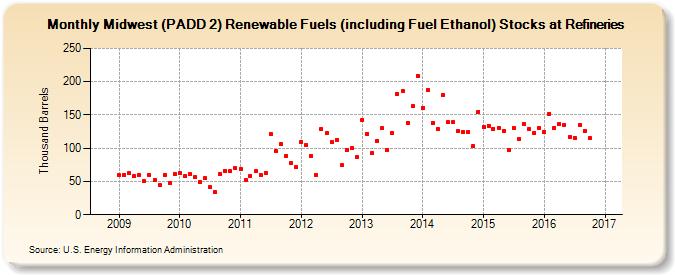 Monthly Midwest (PADD 2) Renewable Fuels (including Fuel Ethanol) Stocks at Refineries
Thousand Barrels
250
200
150
100
50
0
2009 2010 2011 2012 2013 2014 2015 2016 2017
Source: U.S. Energy Information Administration